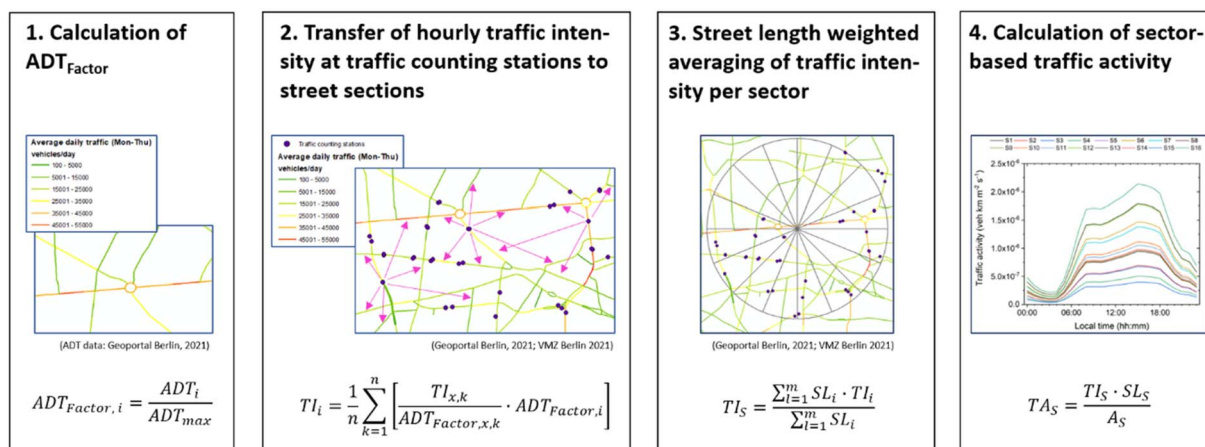 1. Calculation of
ADT_Factor
Average daily traffic (Mon-Thu)
vehicles/day
100 - 5000
5001 - 15000
15001 - 25000
25001 - 35000
35001 - 45000
45001 - 55000
(ADT data: Geoportal Berlin, 2021)
ADT_{Factor,i} = ADT_i / ADT_{max}
2. Transfer of hourly traffic inten-
sity at traffic counting stations to
street sections
Traffic counting stations
Average daily traffic (Mon-Thu)
vehicles/day
100 - 5000
5001 - 15000
15001 - 25000
25001 - 35000
35001 - 45000
45001 - 55000
(Geoportal Berlin, 2021; VMZ Berlin 2021)
TI_i = 1/n ∑_{k=1}^{n} [TI_{x,k} / ADT_{Factor,x,k} · ADT_{Factor,i}]
3. Street length weighted
averaging of traffic inten-
sity per sector
(Geoportal Berlin, 2021; VMZ Berlin 2021)
TI_S = ∑_{l=1}^{m} SL_i · TI_i / ∑_{l=1}^{m} SL_i
4. Calculation of sector-
based traffic activity
S1 S2 S3 S4 S5 S6 S7 S8
S9 S10 S11 S12 S13 S14 S15 S16
Traffic activity (veh km m⁻² s⁻¹)
2.5x10⁻⁶
2.0x10⁻⁶
1.5x10⁻⁶
1.0x10⁻⁶
5.0x10⁻⁷
0.0
00:00 06:00 12:00 18:00
Local time (hh:mm)
TA_S = TI_S · SL_S / A_S